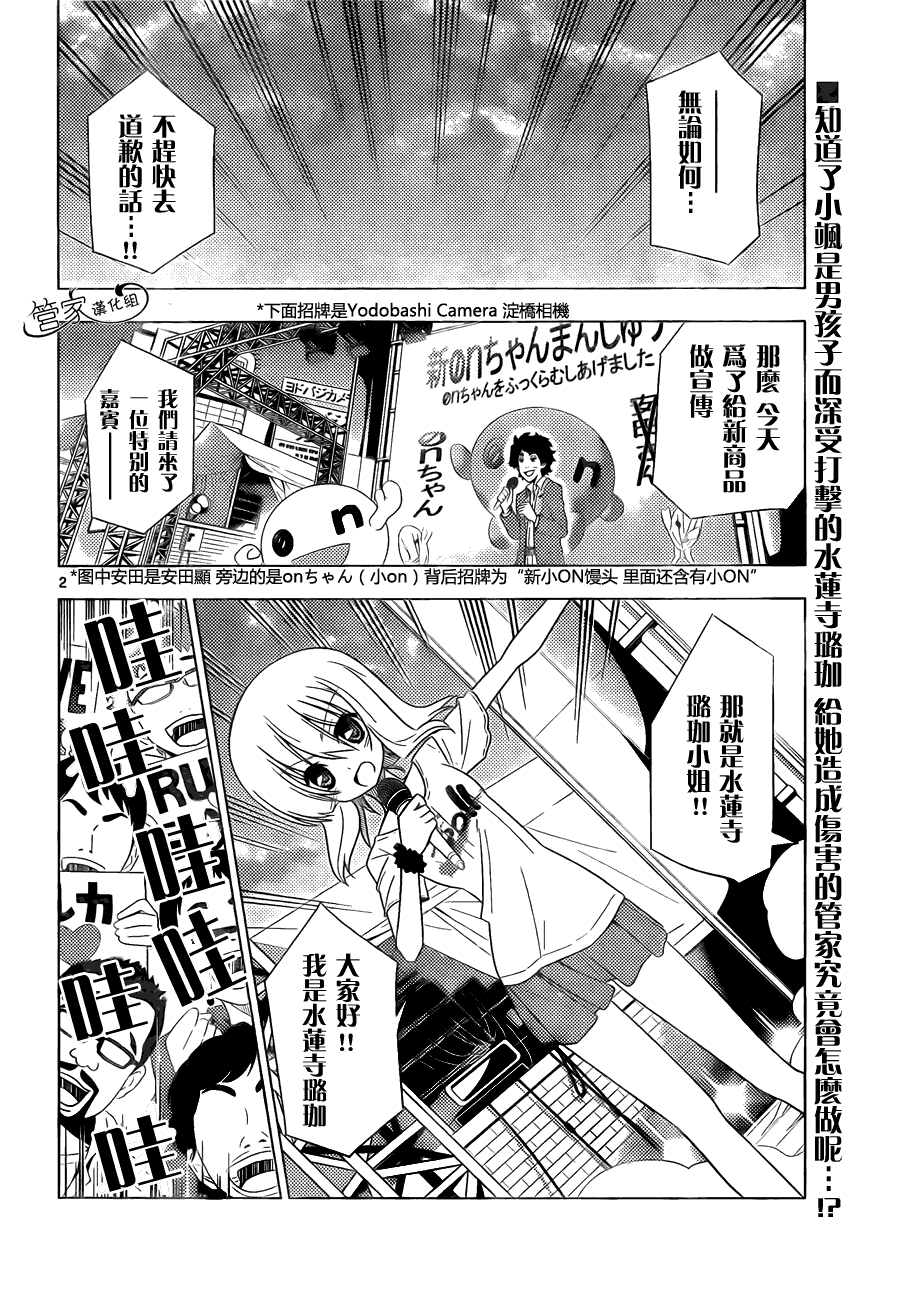 ■知道了小颯是男孩子而深受打擊的水蓮寺璐珈 給她造成傷害的管家究竟會怎麼做呢…!?
無論如何…
——
不趕快去
道歉的話…!!
管家漢化組
*下面招牌是Yodobashi Camera 淀橋相機
那麼 今天
爲了給新商品
做宣傳
新onちゃんまんじゅう
onちゃんをふっくらむしあげました
ヨドバシカメ
onちゃん
on
n
我們請來了
一位特別的
嘉賓——
2
*图中安田是安田顯 旁边的是onちゃん（小on）背后招牌为“新小ON馒头 里面还含有小ON”
那就是水蓮寺
璐珈小姐!!
大家好!!
我是水蓮寺璐珈
哇
哇
哇
哇
哇
哇
VE
RU
ルカ